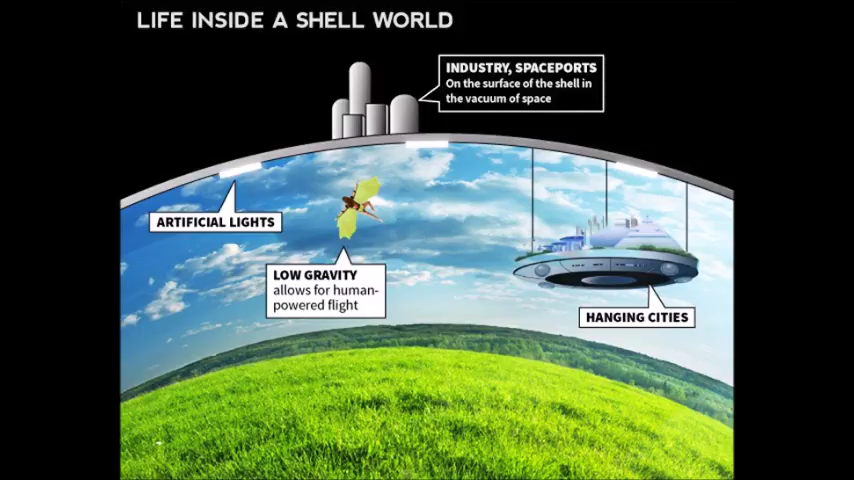 LIFE INSIDE A SHELL WORLD
INDUSTRY, SPACEPORTS
On the surface of the shell in
the vacuum of space
ARTIFICIAL LIGHTS
LOW GRAVITY
allows for human-
powered flight
HANGING CITIES